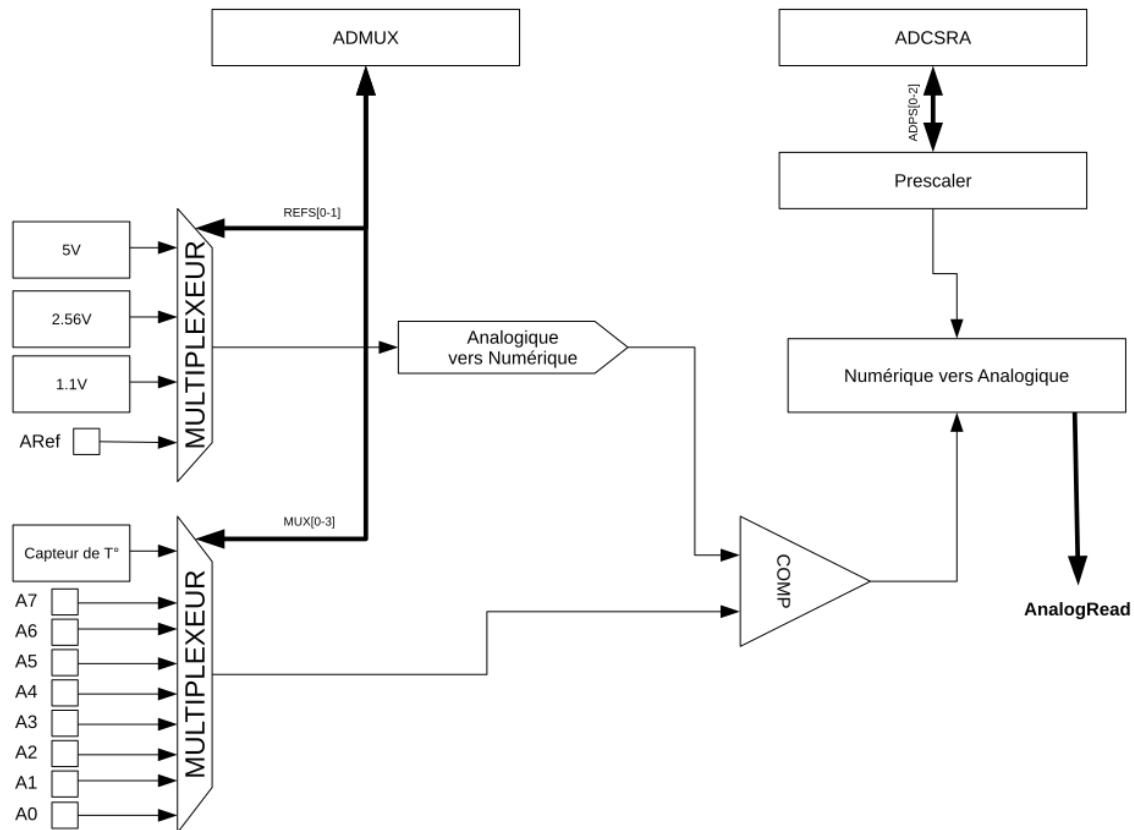 ADMUX
ADCSRA
ADPS[0-2]
Prescaler
REFS[0-1]
5V
2.56V
1.1V
ARef
MULTIPLEXEUR
Analogique
vers Numérique
Numérique vers Analogique
MUX[0-3]
Capteur de T°
A7
A6
A5
A4
A3
A2
A1
A0
MULTIPLEXEUR
COMP
AnalogRead